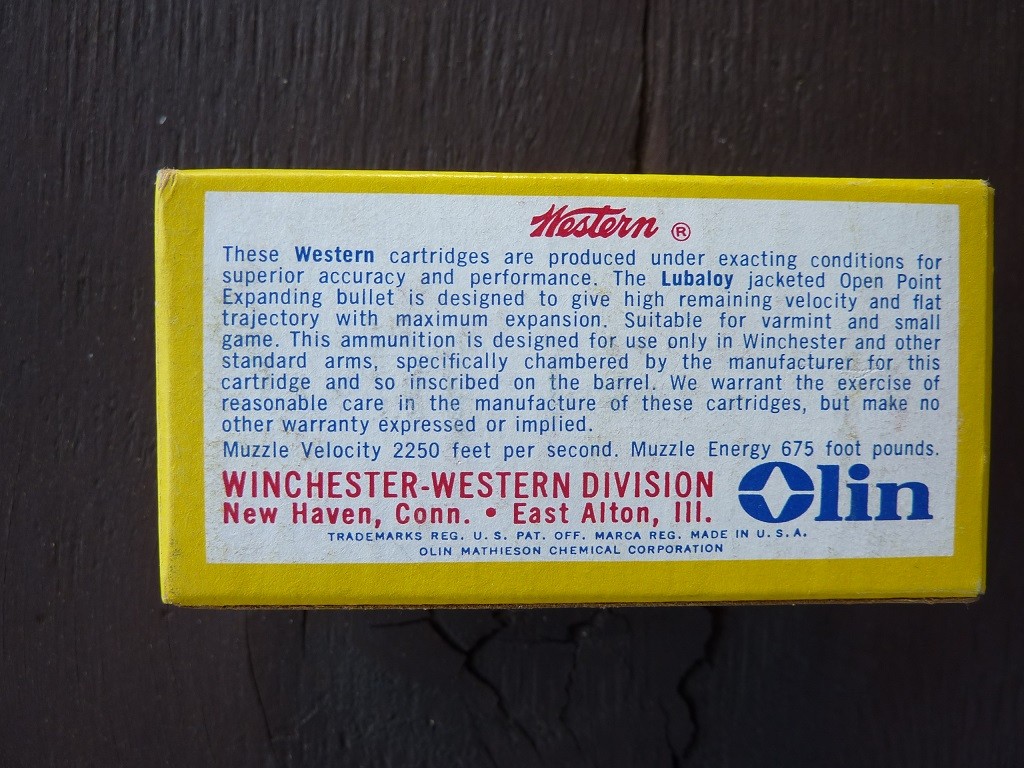 Western ®
These Western cartridges are produced under exacting conditions for
superior accuracy and performance. The Lubaloy jacketed Open Point
Expanding bullet is designed to give high remaining velocity and flat
trajectory with maximum expansion. Suitable for varmint and small
game. This ammunition is designed for use only in Winchester and other
standard arms, specifically chambered by the manufacturer for this
cartridge and so inscribed on the barrel. We warrant the exercise of
reasonable care in the manufacture of these cartridges, but make no
other warranty expressed or implied.
Muzzle Velocity 2250 feet per second. Muzzle Energy 675 foot pounds.
WINCHESTER-WESTERN DIVISION
New Haven, Conn. • East Alton, Ill.
Olin
TRADEMARKS REG. U. S. PAT. OFF. MARCA REG. MADE IN U. S. A.
OLIN MATHIESON CHEMICAL CORPORATION